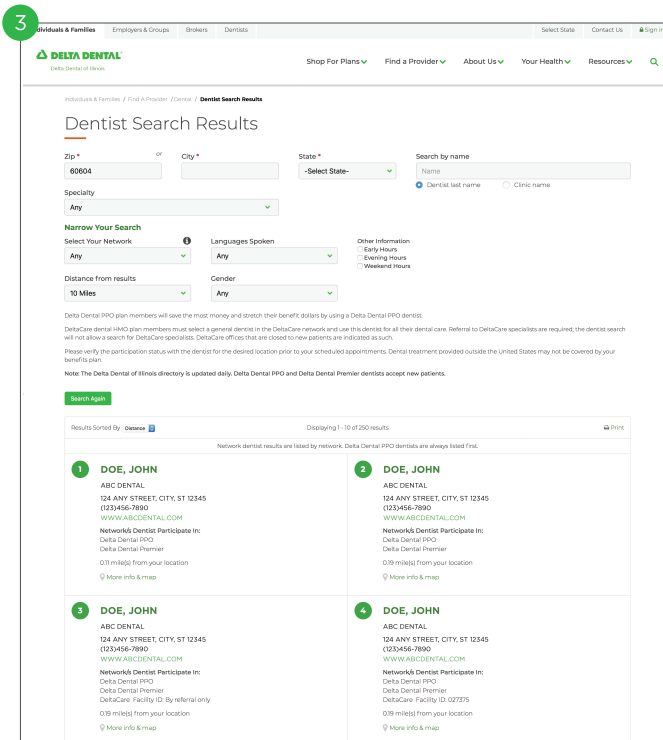 3
Individuals & Families Employers & Groups Brokers Dentists Select State Contact Us Sign In
DELTA DENTAL
Delta Dental of Illinois
Shop For Plans Find a Provider About Us Your Health Resources
Individuals & Families / Find A Provider / Dental / Dentist Search Results
Dentist Search Results
Zip * or City * State * Search by name
60604 -Select State- Name
Dentist last name Clinic name
Specialty
Any
Narrow Your Search
Select Your Network Languages Spoken Other Information
Any Any Early Hours
Evening Hours
Weekend Hours
Distance from results Gender
10 Miles Any
Delta Dental PPO plan members will save the most money and stretch their benefit dollars by using a Delta Dental PPO dentist.
DeltaCare dental HMO plan members must select a general dentist in the DeltaCare network and use this dentist for all their dental care. Referral to DeltaCare specialists are required; the dentist search
will not allow a search for DeltaCare specialists. DeltaCare offices that are closed to new patients are indicated as such.
Please verify the participation status with the dentist for the desired location prior to your scheduled appointments. Dental treatment provided outside the United States may not be covered by your
benefits plan.
Note: The Delta Dental of Illinois directory is updated daily. Delta Dental PPO and Delta Dental Premier dentists accept new patients.
Search Again
Results Sorted By Distance Displaying 1 - 10 of 250 results Print
Network dentist results are listed by network. Delta Dental PPO dentists are always listed first.
1 DOE, JOHN
ABC DENTAL
124 ANY STREET, CITY, ST 12345
(123)456-7890
WWW.ABCDENTAL.COM
Network/s Dentist Participate In:
Delta Dental PPO
Delta Dental Premier
0.11 mile(s) from your location
More info & map
2 DOE, JOHN
ABC DENTAL
124 ANY STREET, CITY, ST 12345
(123)456-7890
WWW.ABCDENTAL.COM
Network/s Dentist Participate In:
Delta Dental PPO
Delta Dental Premier
0.19 mile(s) from your location
More info & map
3 DOE, JOHN
ABC DENTAL
124 ANY STREET, CITY, ST 12345
(123)456-7890
WWW.ABCDENTAL.COM
Network/s Dentist Participate In:
Delta Dental PPO
Delta Dental Premier
DeltaCare Facility ID: By referral only
0.19 mile(s) from your location
More info & map
4 DOE, JOHN
ABC DENTAL
124 ANY STREET, CITY, ST 12345
(123)456-7890
WWW.ABCDENTAL.COM
Network/s Dentist Participate In:
Delta Dental PPO
Delta Dental Premier
DeltaCare Facility ID: 027375
0.19 mile(s) from your location
More info & map